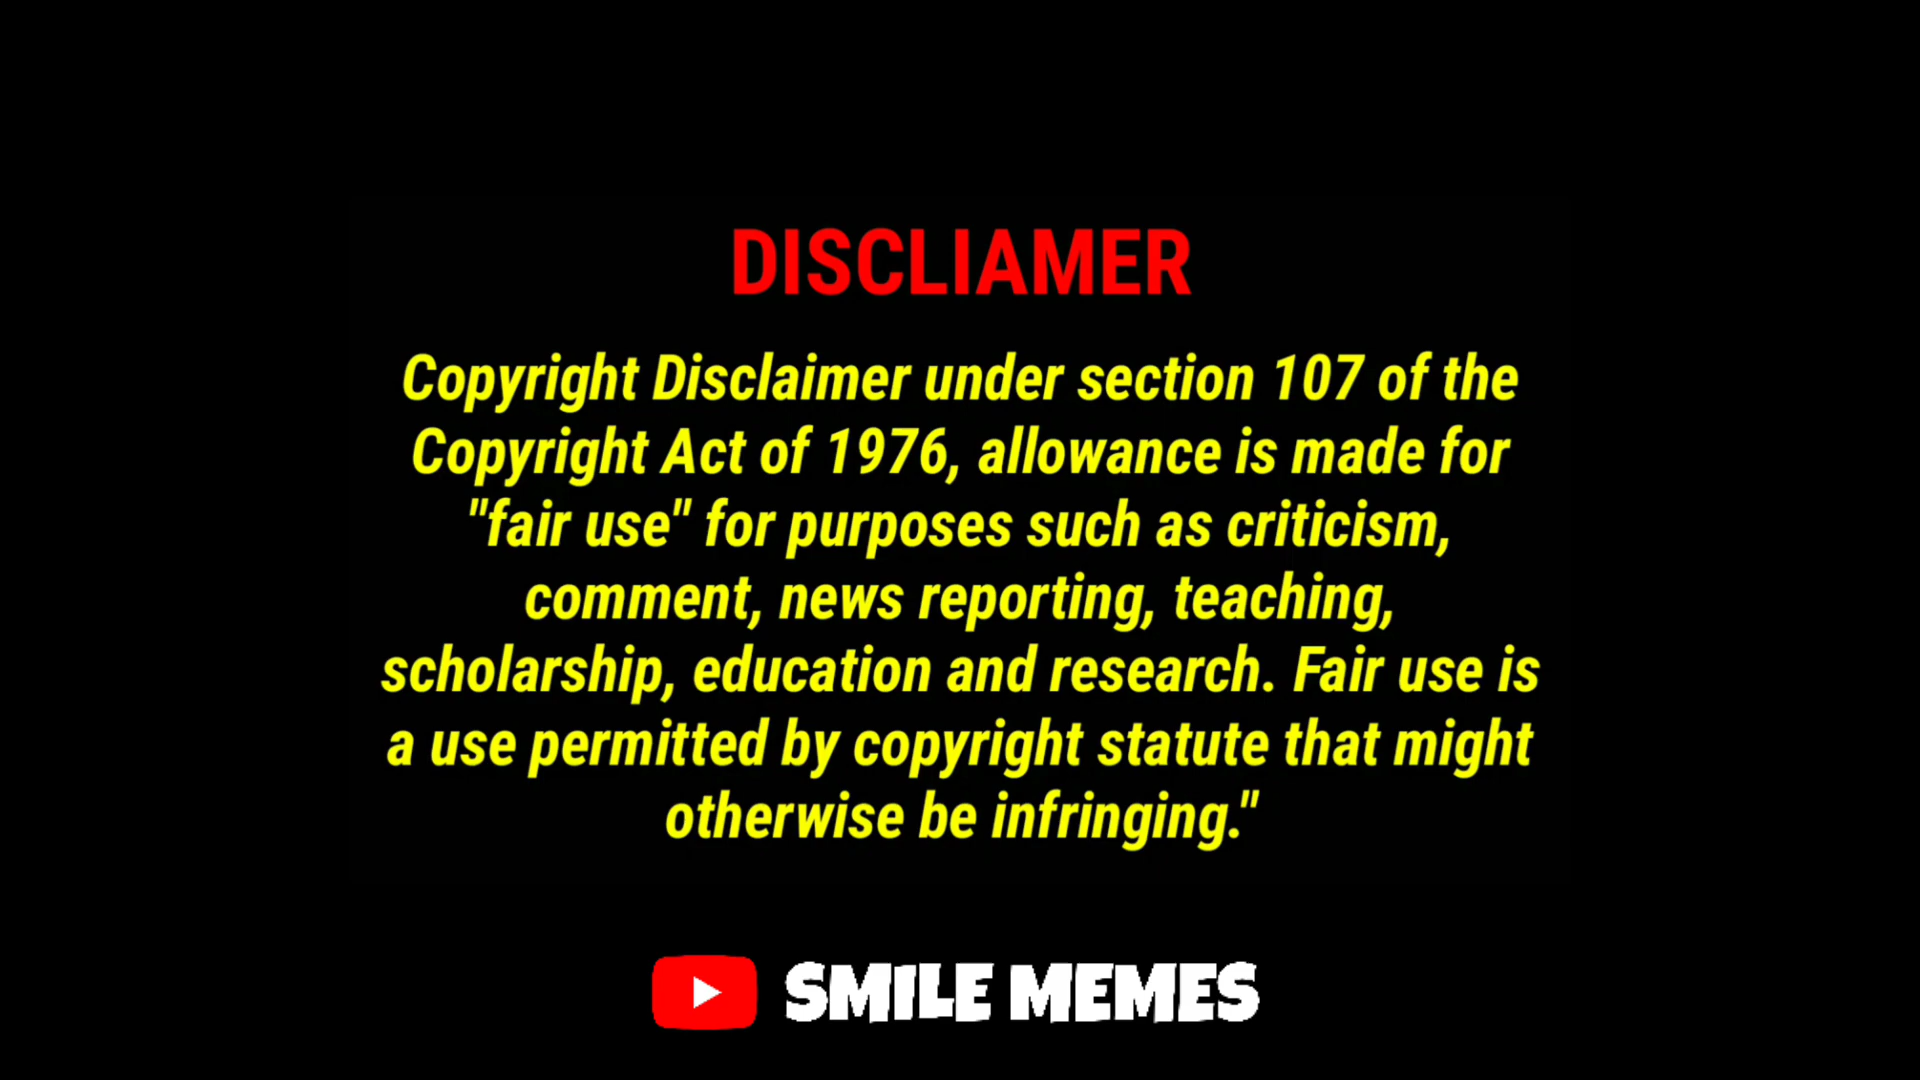 DISCLIAMER
Copyright Disclaimer under section 107 of the
Copyright Act of 1976, allowance is made for
"fair use" for purposes such as criticism,
comment, news reporting, teaching,
scholarship, education and research. Fair use is
a use permitted by copyright statute that might
otherwise be infringing."
SMILE MEMES